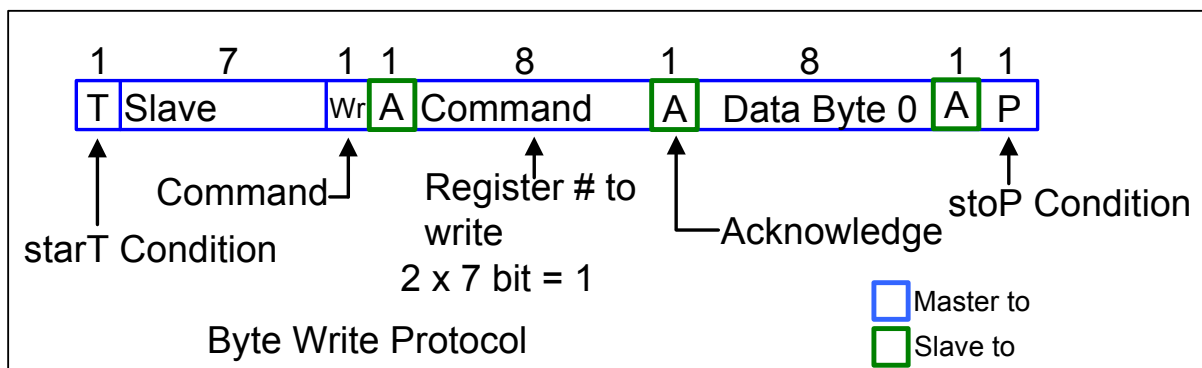 1 7 1 1 8 1 8 1 1
T Slave Wr A Command A Data Byte 0 A P
Command
Register # to
write
2 x 7 bit = 1
Acknowledge
stoP Condition
starT Condition
Byte Write Protocol
Master to
Slave to